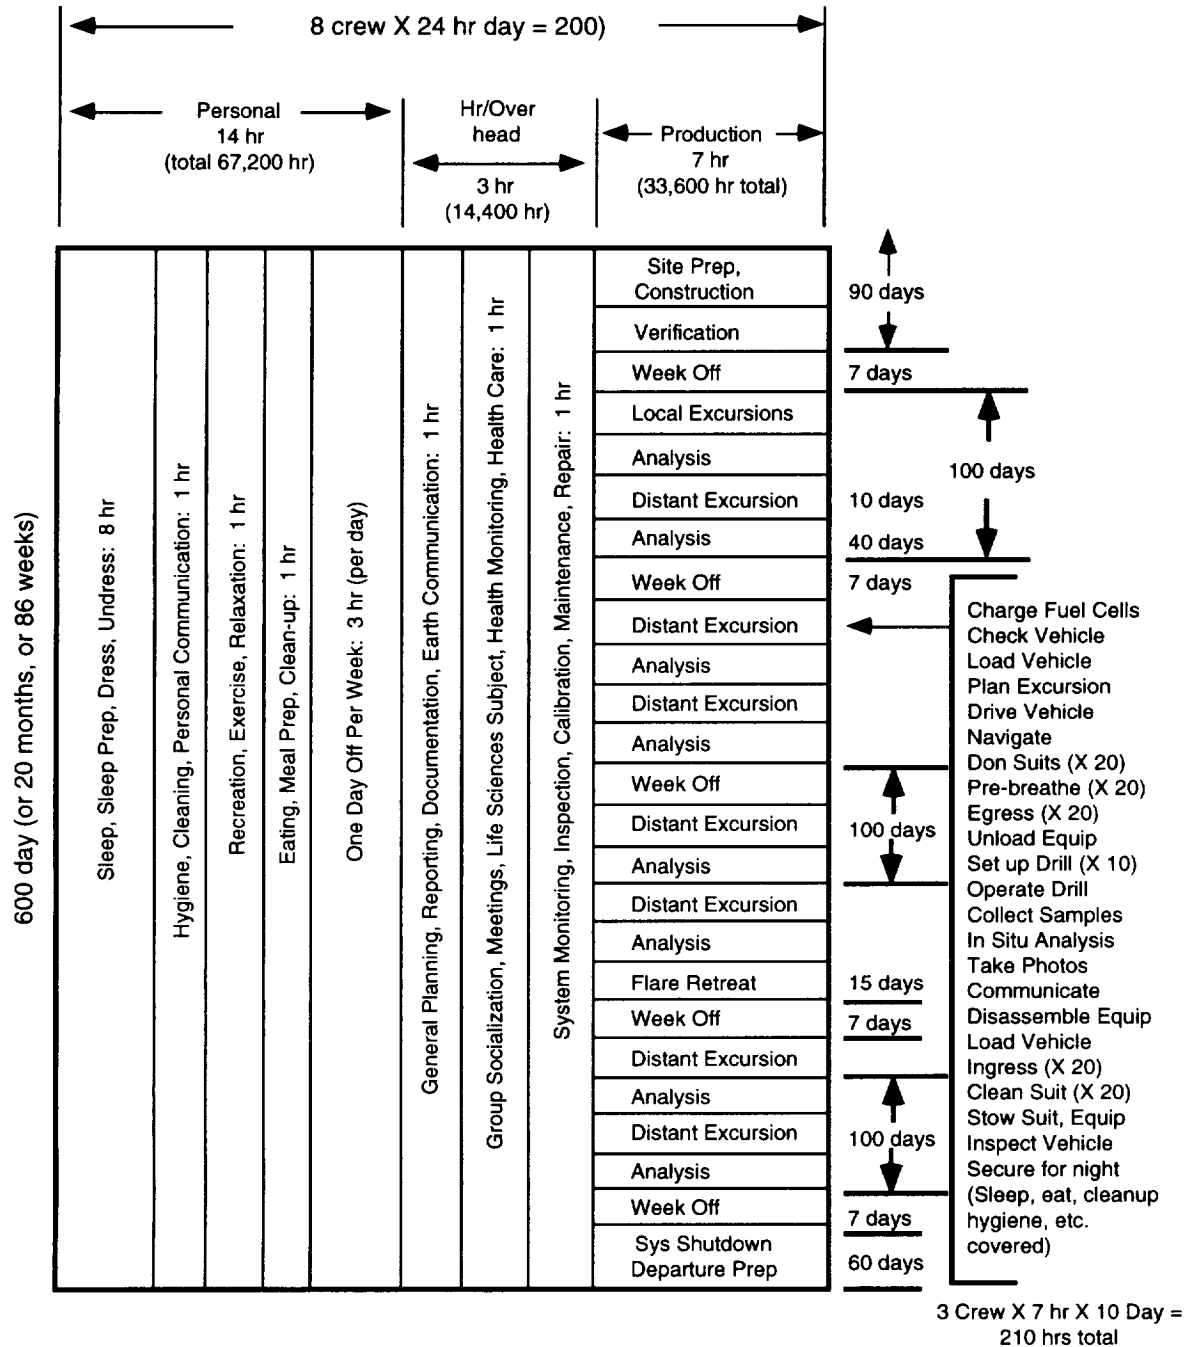 8 crew X 24 hr day = 200)
Personal
14 hr
(total 67,200 hr)
Hr/Over
head
3 hr
(14,400 hr)
Production
7 hr
(33,600 hr total)
600 day (or 20 months, or 86 weeks)
Sleep, Sleep Prep, Dress, Undress: 8 hr
Hygiene, Cleaning, Personal Communication: 1 hr
Recreation, Exercise, Relaxation: 1 hr
Eating, Meal Prep, Clean-up: 1 hr
One Day Off Per Week: 3 hr (per day)
General Planning, Reporting, Documentation, Earth Communication: 1 hr
Group Socialization, Meetings, Life Sciences Subject, Health Monitoring, Health Care: 1 hr
System Monitoring, Inspection, Calibration, Maintenance, Repair: 1 hr
Site Prep,
Construction
Verification
Week Off
Local Excursions
Analysis
Distant Excursion
Analysis
Week Off
Distant Excursion
Analysis
Distant Excursion
Analysis
Week Off
Distant Excursion
Analysis
Distant Excursion
Analysis
Flare Retreat
Week Off
Distant Excursion
Analysis
Distant Excursion
Analysis
Week Off
Sys Shutdown
Departure Prep
90 days
7 days
100 days
10 days
40 days
7 days
100 days
15 days
7 days
100 days
7 days
60 days
Charge Fuel Cells
Check Vehicle
Load Vehicle
Plan Excursion
Drive Vehicle
Navigate
Don Suits (X 20)
Pre-breathe (X 20)
Egress (X 20)
Unload Equip
Set up Drill (X 10)
Operate Drill
Collect Samples
In Situ Analysis
Take Photos
Communicate
Disassemble Equip
Load Vehicle
Ingress (X 20)
Clean Suit (X 20)
Stow Suit, Equip
Inspect Vehicle
Secure for night
(Sleep, eat, cleanup
hygiene, etc.
covered)
3 Crew X 7 hr X 10 Day =
210 hrs total